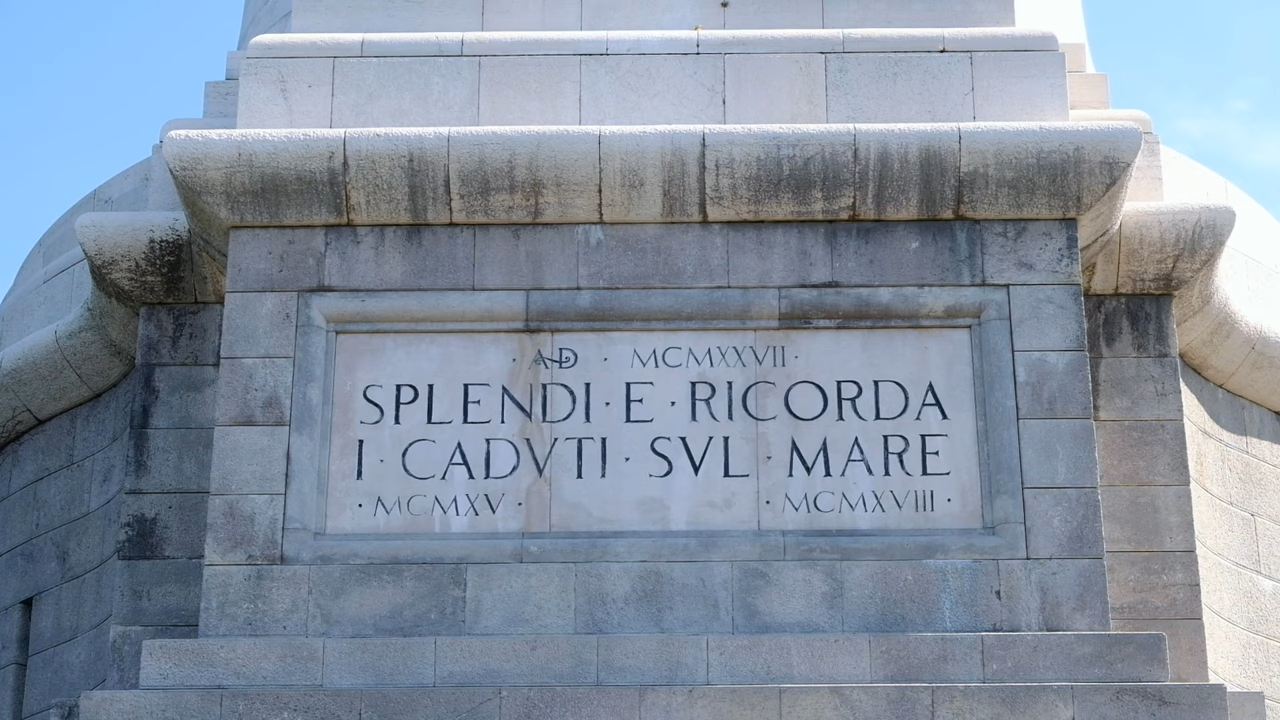 · AD · MCMXXVII ·
SPLENDI · E · RICORDA
I · CADVTI · SVL · MARE
· MCMXV · · MCMXVIII ·